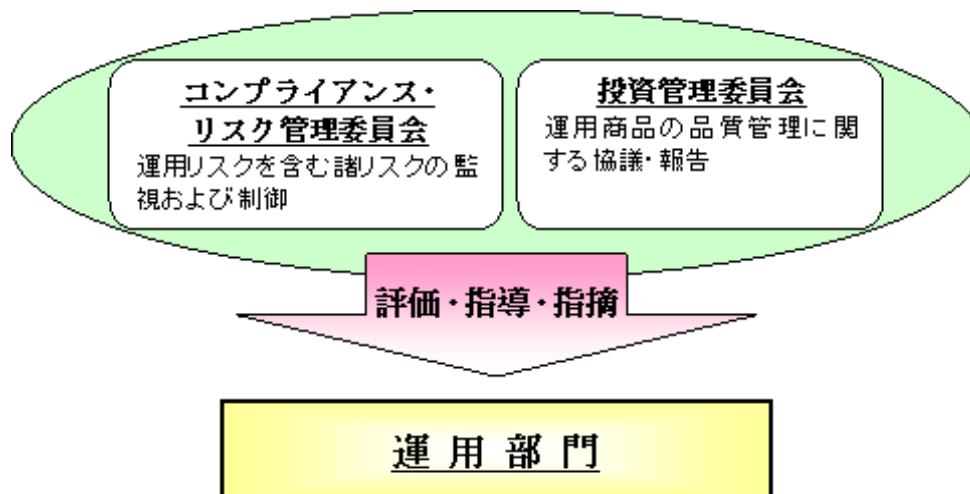 コンプライアンス・
リスク管理委員会
運用リスクを含む諸リスクの監
視および制御
投資管理委員会
運用商品の品質管理に関
する協議・報告
評価・指導・指摘
運用部門